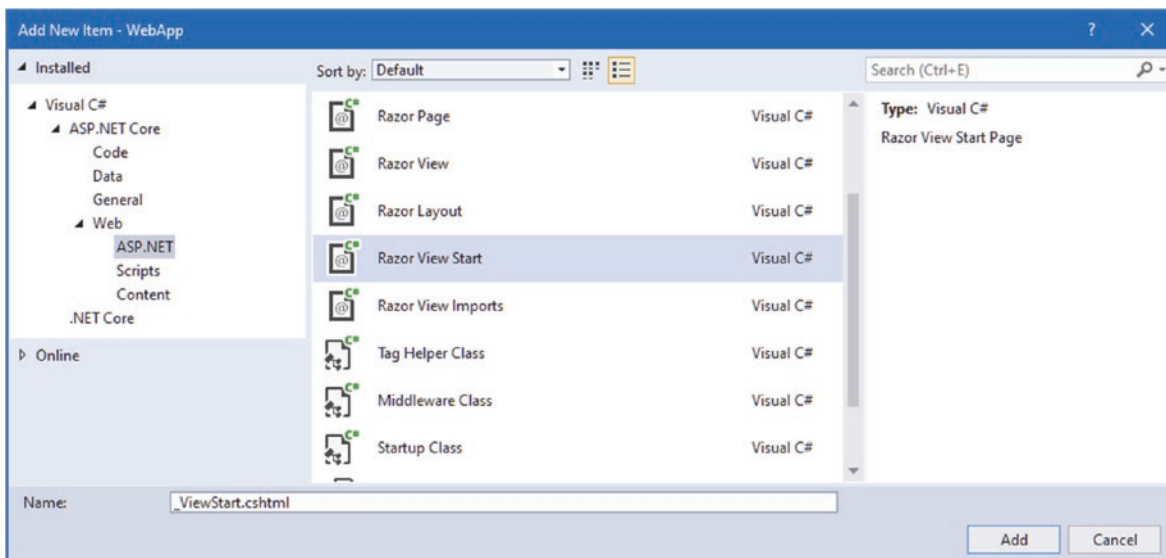 Add New Item - WebApp ? ×
Installed
Sort by: Default
Search (Ctrl+E)
Visual C#
ASP.NET Core
Code
Data
General
Web
ASP.NET
Scripts
Content
.NET Core
Online
Razor Page Visual C#
Razor View Visual C#
Razor Layout Visual C#
Razor View Start Visual C#
Razor View Imports Visual C#
Tag Helper Class Visual C#
Middleware Class Visual C#
Startup Class Visual C#
Type: Visual C#
Razor View Start Page
Name: _ViewStart.cshtml
Add Cancel